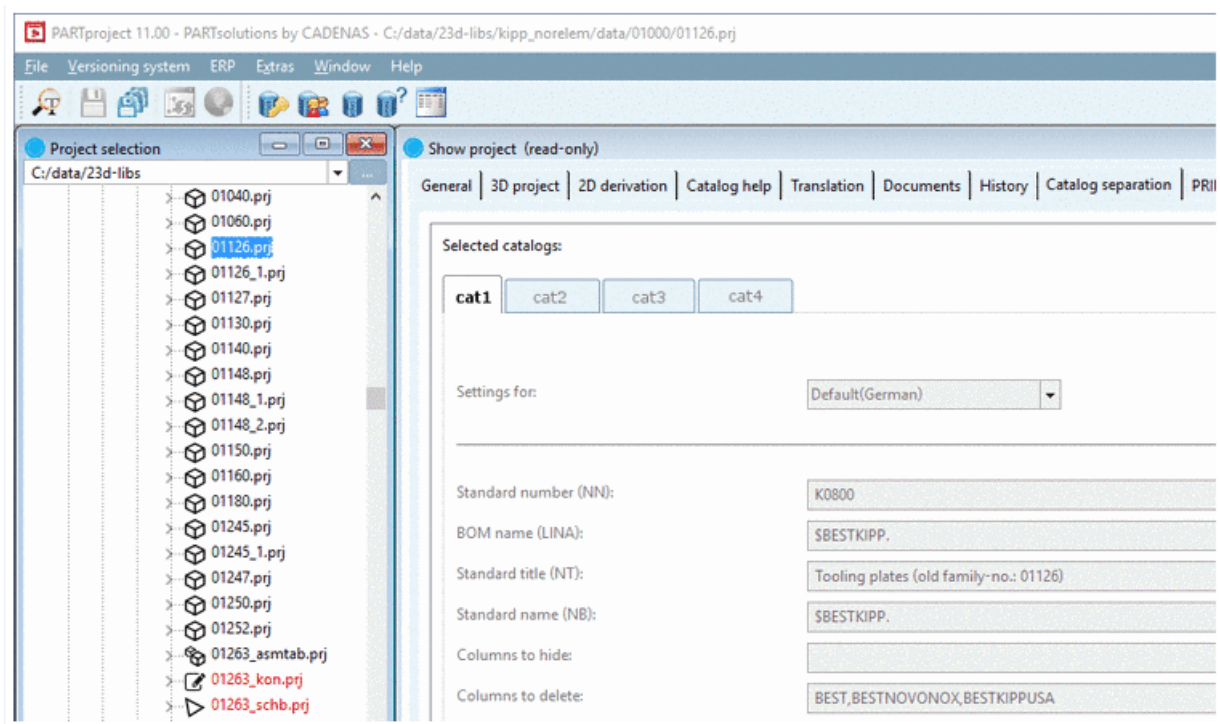 PARTproject 11.00 - PARTsolutions by CADENAS - C:/data/23d-libs/kipp_norelem/data/01000/01126.prj
File Versioning system ERP Extras Window Help
Project selection
C:/data/23d-libs
...
01040.prj
01060.prj
01126.prj
01126_1.prj
01127.prj
01130.prj
01140.prj
01148.prj
01148_1.prj
01148_2.prj
01150.prj
01160.prj
01180.prj
01245.prj
01245_1.prj
01247.prj
01250.prj
01252.prj
01263_asmtab.prj
01263_kon.prj
01263_schb.prj
Show project (read-only)
General 3D project 2D derivation Catalog help Translation Documents History Catalog separation
Selected catalogs:
cat1 cat2 cat3 cat4
Settings for: Default(German)
Standard number (NN): K0800
BOM name (LINA): $BESTKIPP.
Standard title (NT): Tooling plates (old family-no.: 01126)
Standard name (NB): $BESTKIPP.
Columns to hide:
Columns to delete: BEST,BESTNOVONOX,BESTKIPPUSA